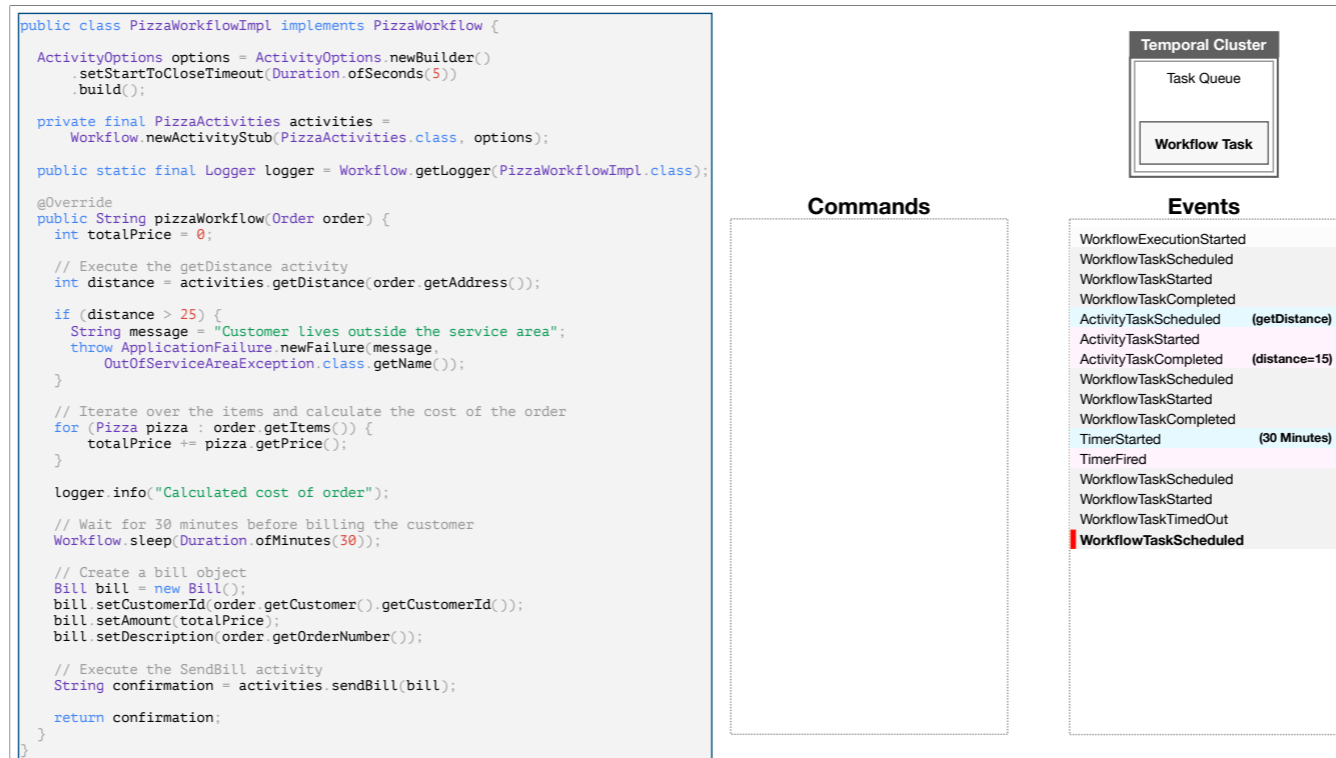 public class PizzaWorkflowImpl implements PizzaWorkflow {
ActivityOptions options = ActivityOptions.newBuilder()
.setStartToCloseTimeout(Duration.ofSeconds(5))
.build();
private final PizzaActivities activities =
Workflow.newActivityStub(PizzaActivities.class, options);
public static final Logger logger = Workflow.getLogger(PizzaWorkflowImpl.class);
@Override
public String pizzaWorkflow(Order order) {
int totalPrice = 0;
// Execute the getDistance activity
int distance = activities.getDistance(order.getAddress());
if (distance > 25) {
String message = "Customer lives outside the service area";
throw ApplicationFailure.newFailure(message,
OutOfServiceAreaException.class.getName());
}
// Iterate over the items and calculate the cost of the order
for (Pizza pizza : order.getItems()) {
totalPrice += pizza.getPrice();
}
logger.info("Calculated cost of order");
// Wait for 30 minutes before billing the customer
Workflow.sleep(Duration.ofMinutes(30));
// Create a bill object
Bill bill = new Bill();
bill.setCustomerId(order.getCustomer().getCustomerId());
bill.setAmount(totalPrice);
bill.setDescription(order.getOrderNumber());
// Execute the SendBill activity
String confirmation = activities.sendBill(bill);
return confirmation;
}
}
Commands
Temporal Cluster
Task Queue
Workflow Task
Events
WorkflowExecutionStarted
WorkflowTaskScheduled
WorkflowTaskStarted
WorkflowTaskCompleted
ActivityTaskScheduled (getDistance)
ActivityTaskStarted
ActivityTaskCompleted (distance=15)
WorkflowTaskScheduled
WorkflowTaskStarted
WorkflowTaskCompleted
TimerStarted (30 Minutes)
TimerFired
WorkflowTaskScheduled
WorkflowTaskStarted
WorkflowTaskTimedOut
WorkflowTaskScheduled